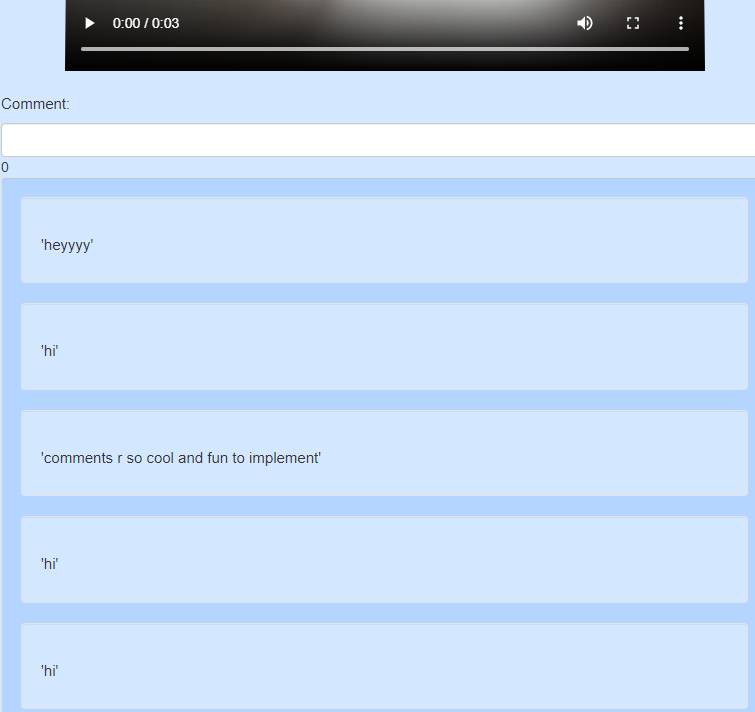 0:00 / 0:03
Comment:
0
'heyyyy'
'hi'
'comments r so cool and fun to implement'
'hi'
'hi'